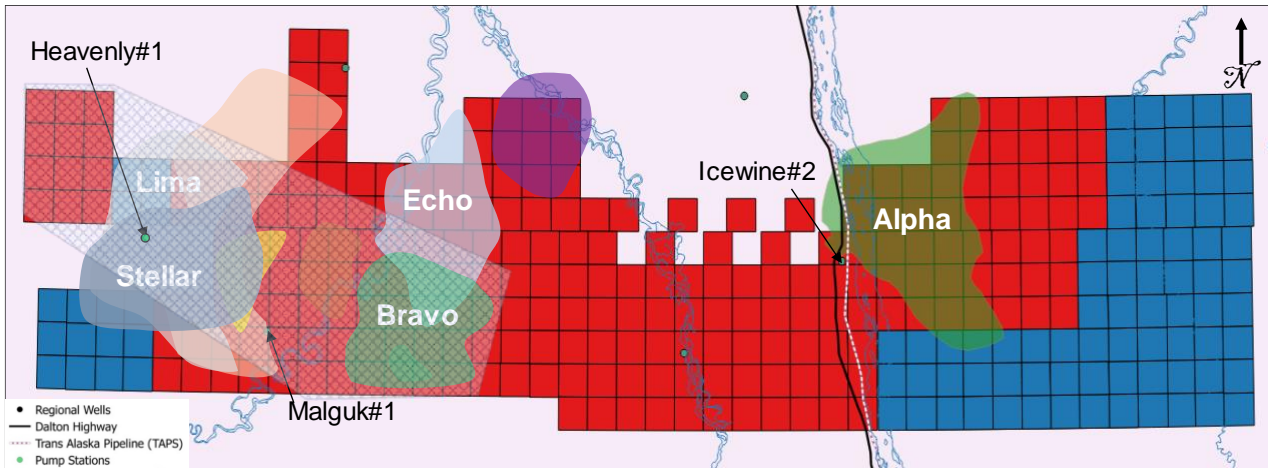 Heavenly#1
N
Lima
Echo
Icewine#2
Alpha
Stellar
Bravo
Malguk#1
Regional Wells
Dalton Highway
Trans Alaska Pipeline (TAPS)
Pump Stations